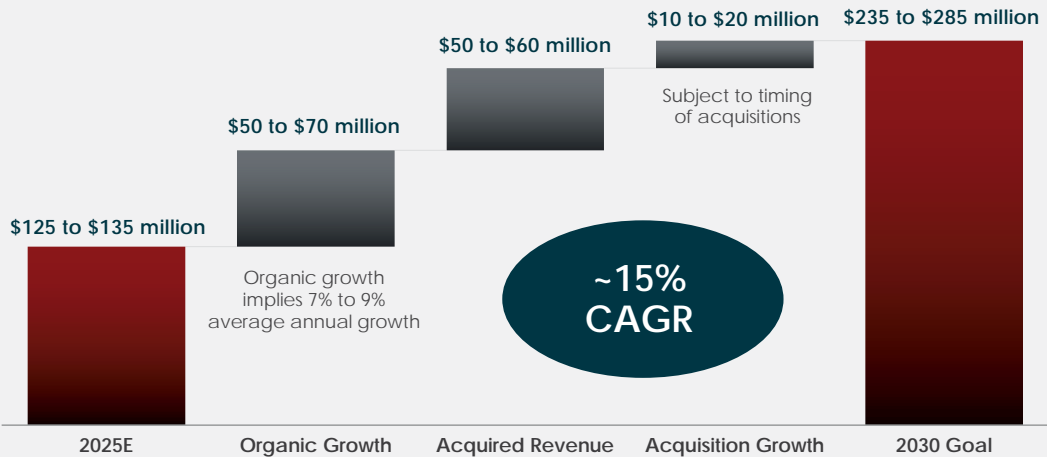 $10 to $20 million
$235 to $285 million
$50 to $60 million
Subject to timing
of acquisitions
$50 to $70 million
$125 to $135 million
Organic growth
implies 7% to 9%
average annual growth
~15%
CAGR
2025E
Organic Growth
Acquired Revenue
Acquisition Growth
2030 Goal